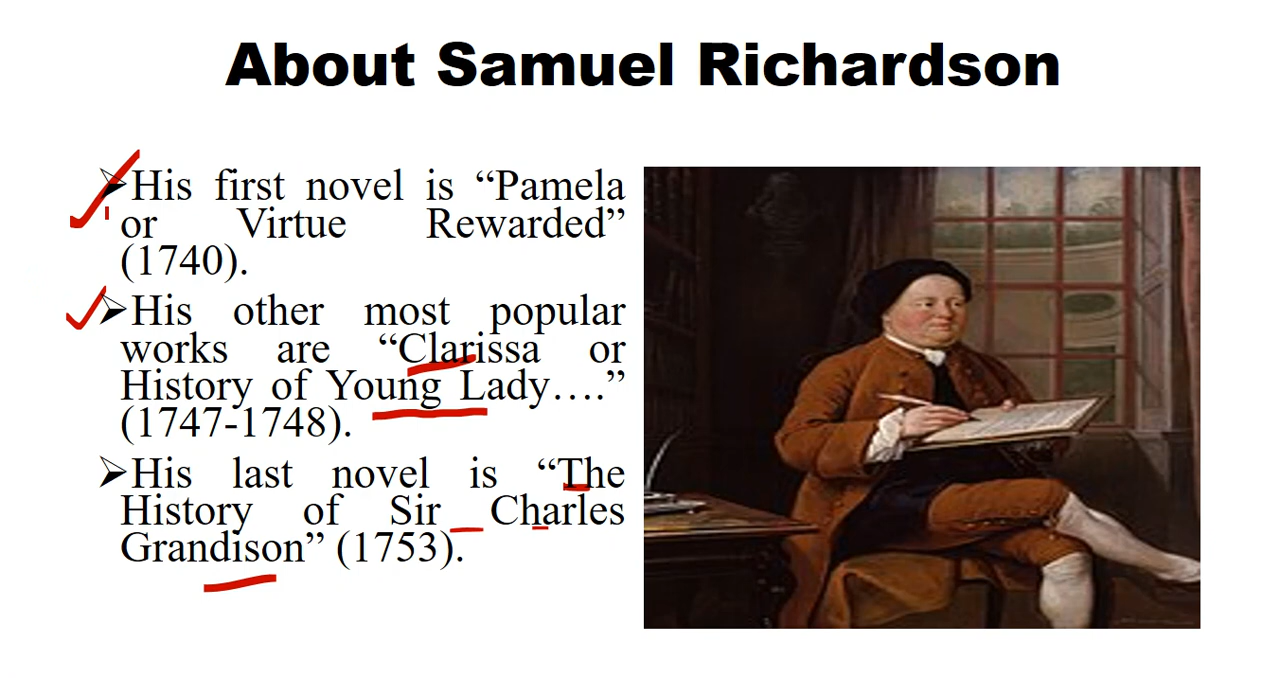 About Samuel Richardson
➢His first novel is “Pamela
or Virtue Rewarded”
(1740).
➢His other most popular
works are “Clarissa or
History of Young Lady….”
(1747-1748).
➢His last novel is “The
History of Sir Charles
Grandison” (1753).